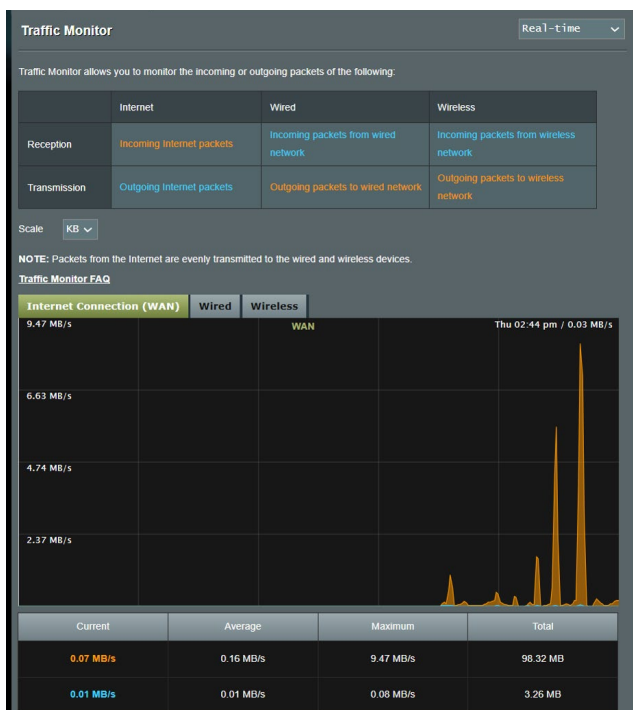 Traffic Monitor
Real-time
Traffic Monitor allows you to monitor the incoming or outgoing packets of the following:
Internet Wired Wireless
Reception Incoming Internet packets Incoming packets from wired network Incoming packets from wireless network
Transmission Outgoing Internet packets Outgoing packets to wired network Outgoing packets to wireless network
Scale KB
NOTE: Packets from the Internet are evenly transmitted to the wired and wireless devices.
Traffic Monitor FAQ
Internet Connection (WAN) Wired Wireless
9.47 MB/s WAN Thu 02:44 pm / 0.03 MB/s
6.63 MB/s
4.74 MB/s
2.37 MB/s
Current Average Maximum Total
0.07 MB/s 0.16 MB/s 9.47 MB/s 98.32 MB
0.01 MB/s 0.01 MB/s 0.08 MB/s 3.26 MB